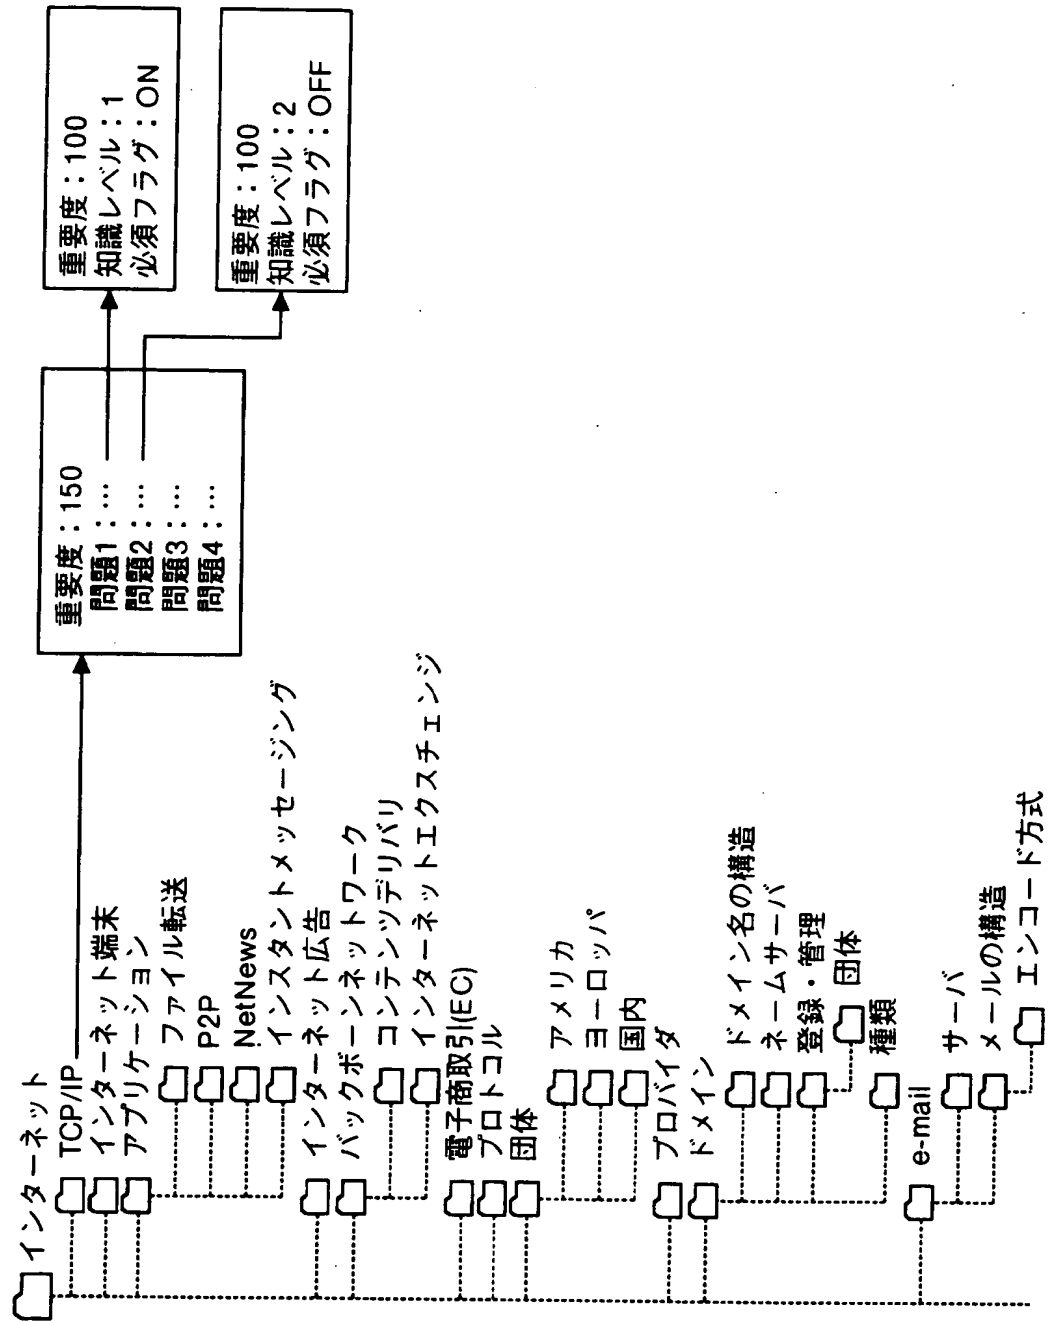 インターネット
TCP/IP
インターネット端末
アプリケーション
ファイル転送
P2P
NetNews
インスタントメッセージング
インターネット広告
バックボーンネットワーク
コンテンツデリバリ
インターネットエクスチェンジ
電子商取引(EC)
プロトコル
団体
アメリカ
ヨーロッパ
国内
プロバイダ
ドメイン
ドメイン名の構造
ネームサーバ
登録・管理
団体
種類
e-mail
サーバ
メールの構造
エンコード方式
重要度:150
問題1:…
問題2:…
問題3:…
問題4:…
重要度:100
知識レベル:1
必須フラグ:ON
重要度:100
知識レベル:2
必須フラグ:OFF